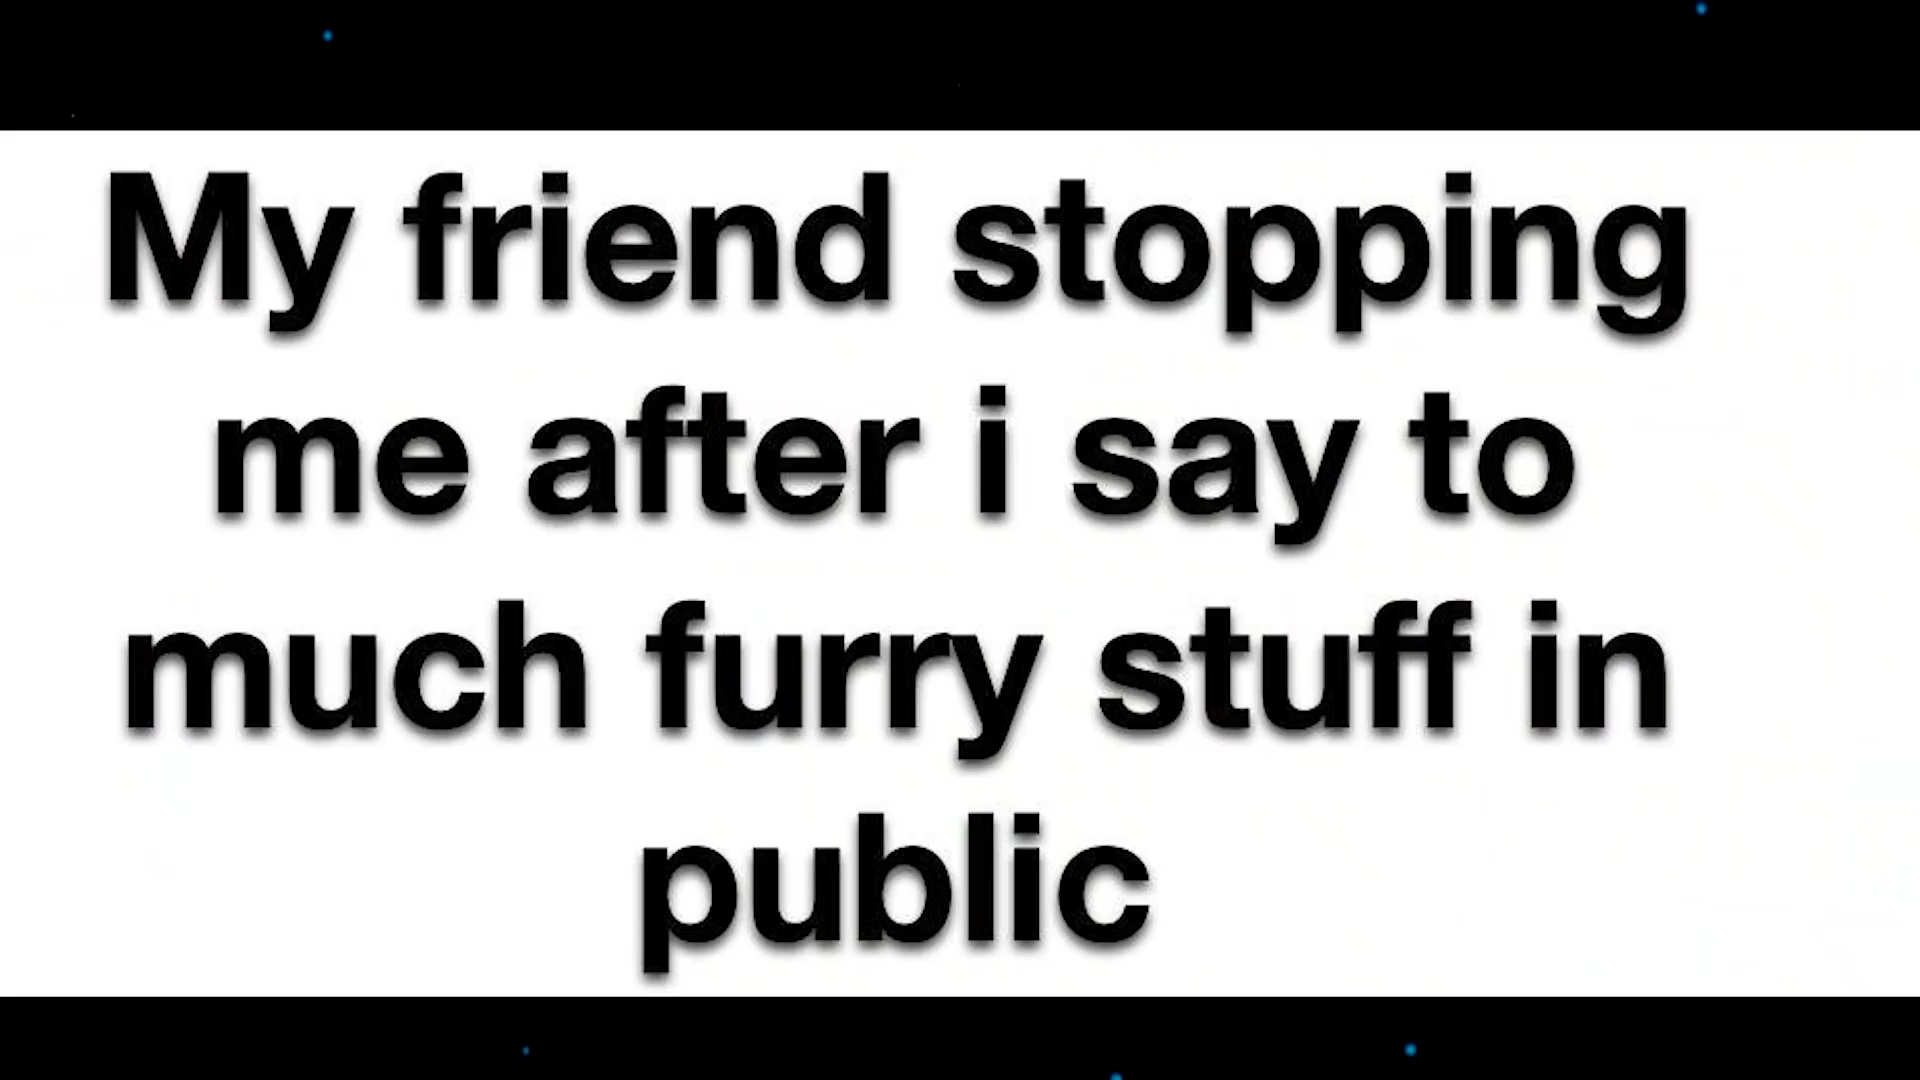 My friend stopping
me after i say to
much furry stuff in
public